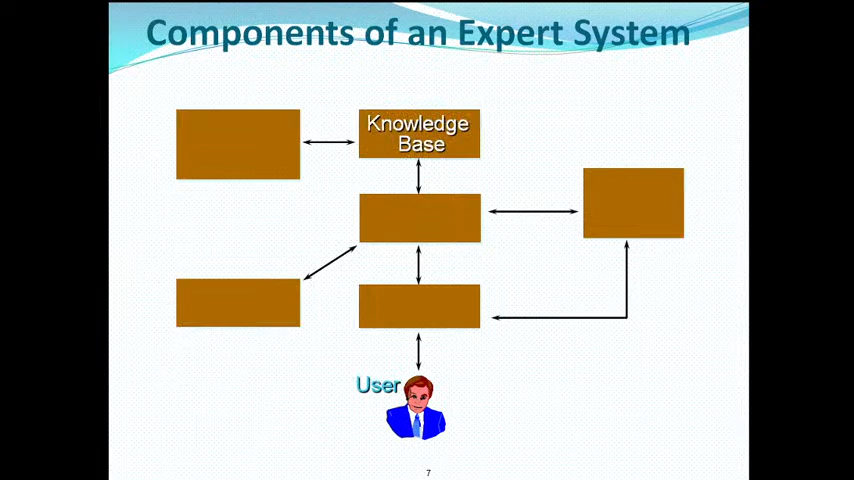 Components of an Expert System
Knowledge
Base
User
7